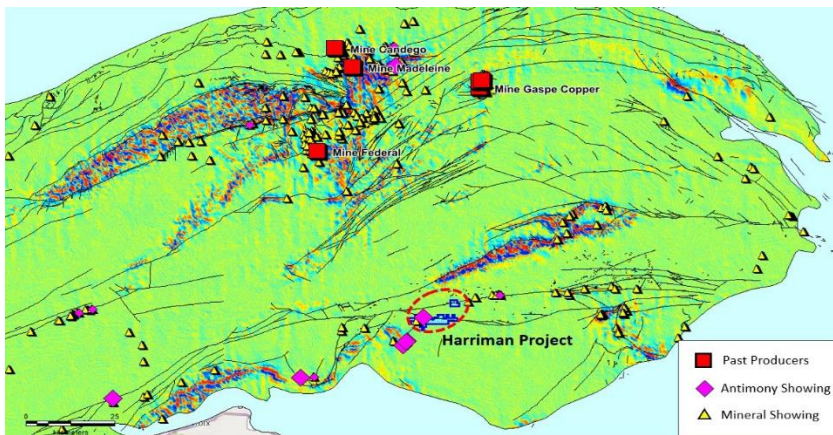 Mine Candego
Mine Madeleine
Mine Gaspe Copper
Mine Federal
Harriman Project
Past Producers
Antimony Showing
Mineral Showing
0
25